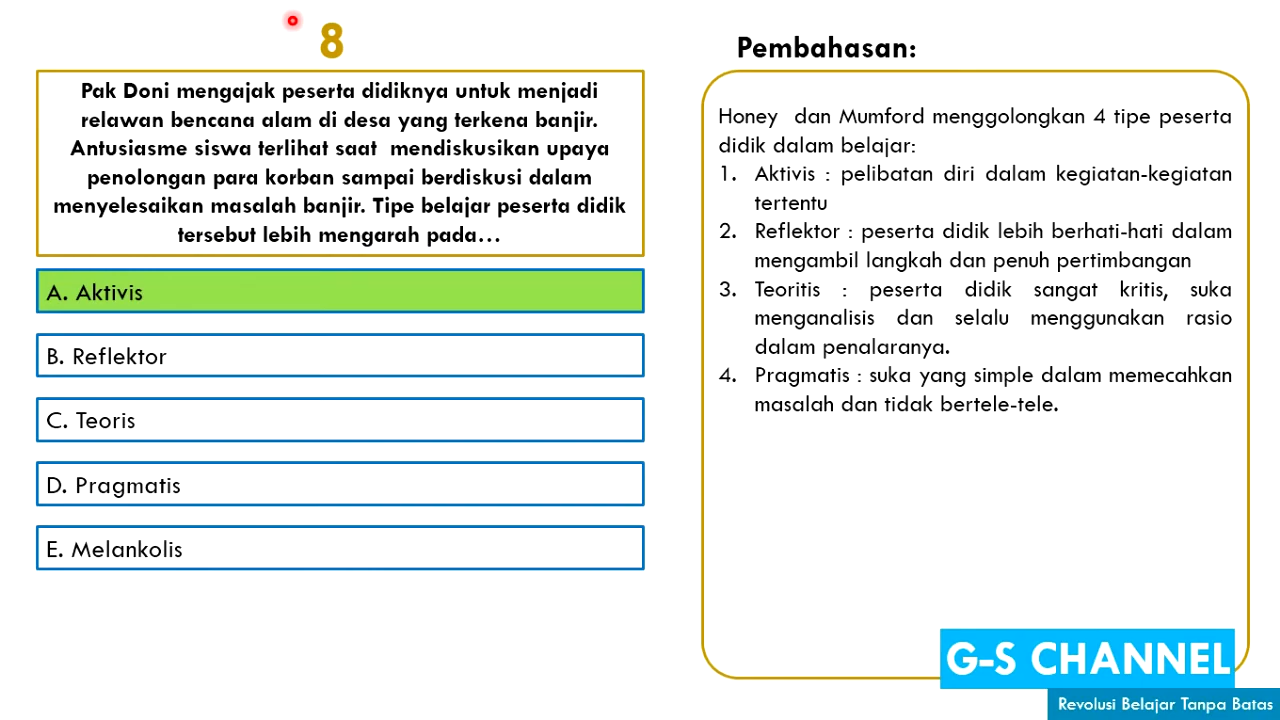 8
Pak Doni mengajak peserta didiknya untuk menjadi
relawan bencana alam di desa yang terkena banjir.
Antusiasme siswa terlihat saat mendiskusikan upaya
penolongan para korban sampai berdiskusi dalam
menyelesaikan masalah banjir. Tipe belajar peserta didik
tersebut lebih mengarah pada...
A. Aktivis
B. Reflektor
C. Teoris
D. Pragmatis
E. Melankolis
Pembahasan:
Honey dan Mumford menggolongkan 4 tipe peserta
didik dalam belajar:
1. Aktivis : pelibatan diri dalam kegiatan-kegiatan
tertentu
2. Reflektor : peserta didik lebih berhati-hati dalam
mengambil langkah dan penuh pertimbangan
3. Teoritis : peserta didik sangat kritis, suka
menganalisis dan selalu menggunakan rasio
dalam penalaranya.
4. Pragmatis : suka yang simple dalam memecahkan
masalah dan tidak bertele-tele.
G-S CHANNEL
Revolusi Belajar Tanpa Batas